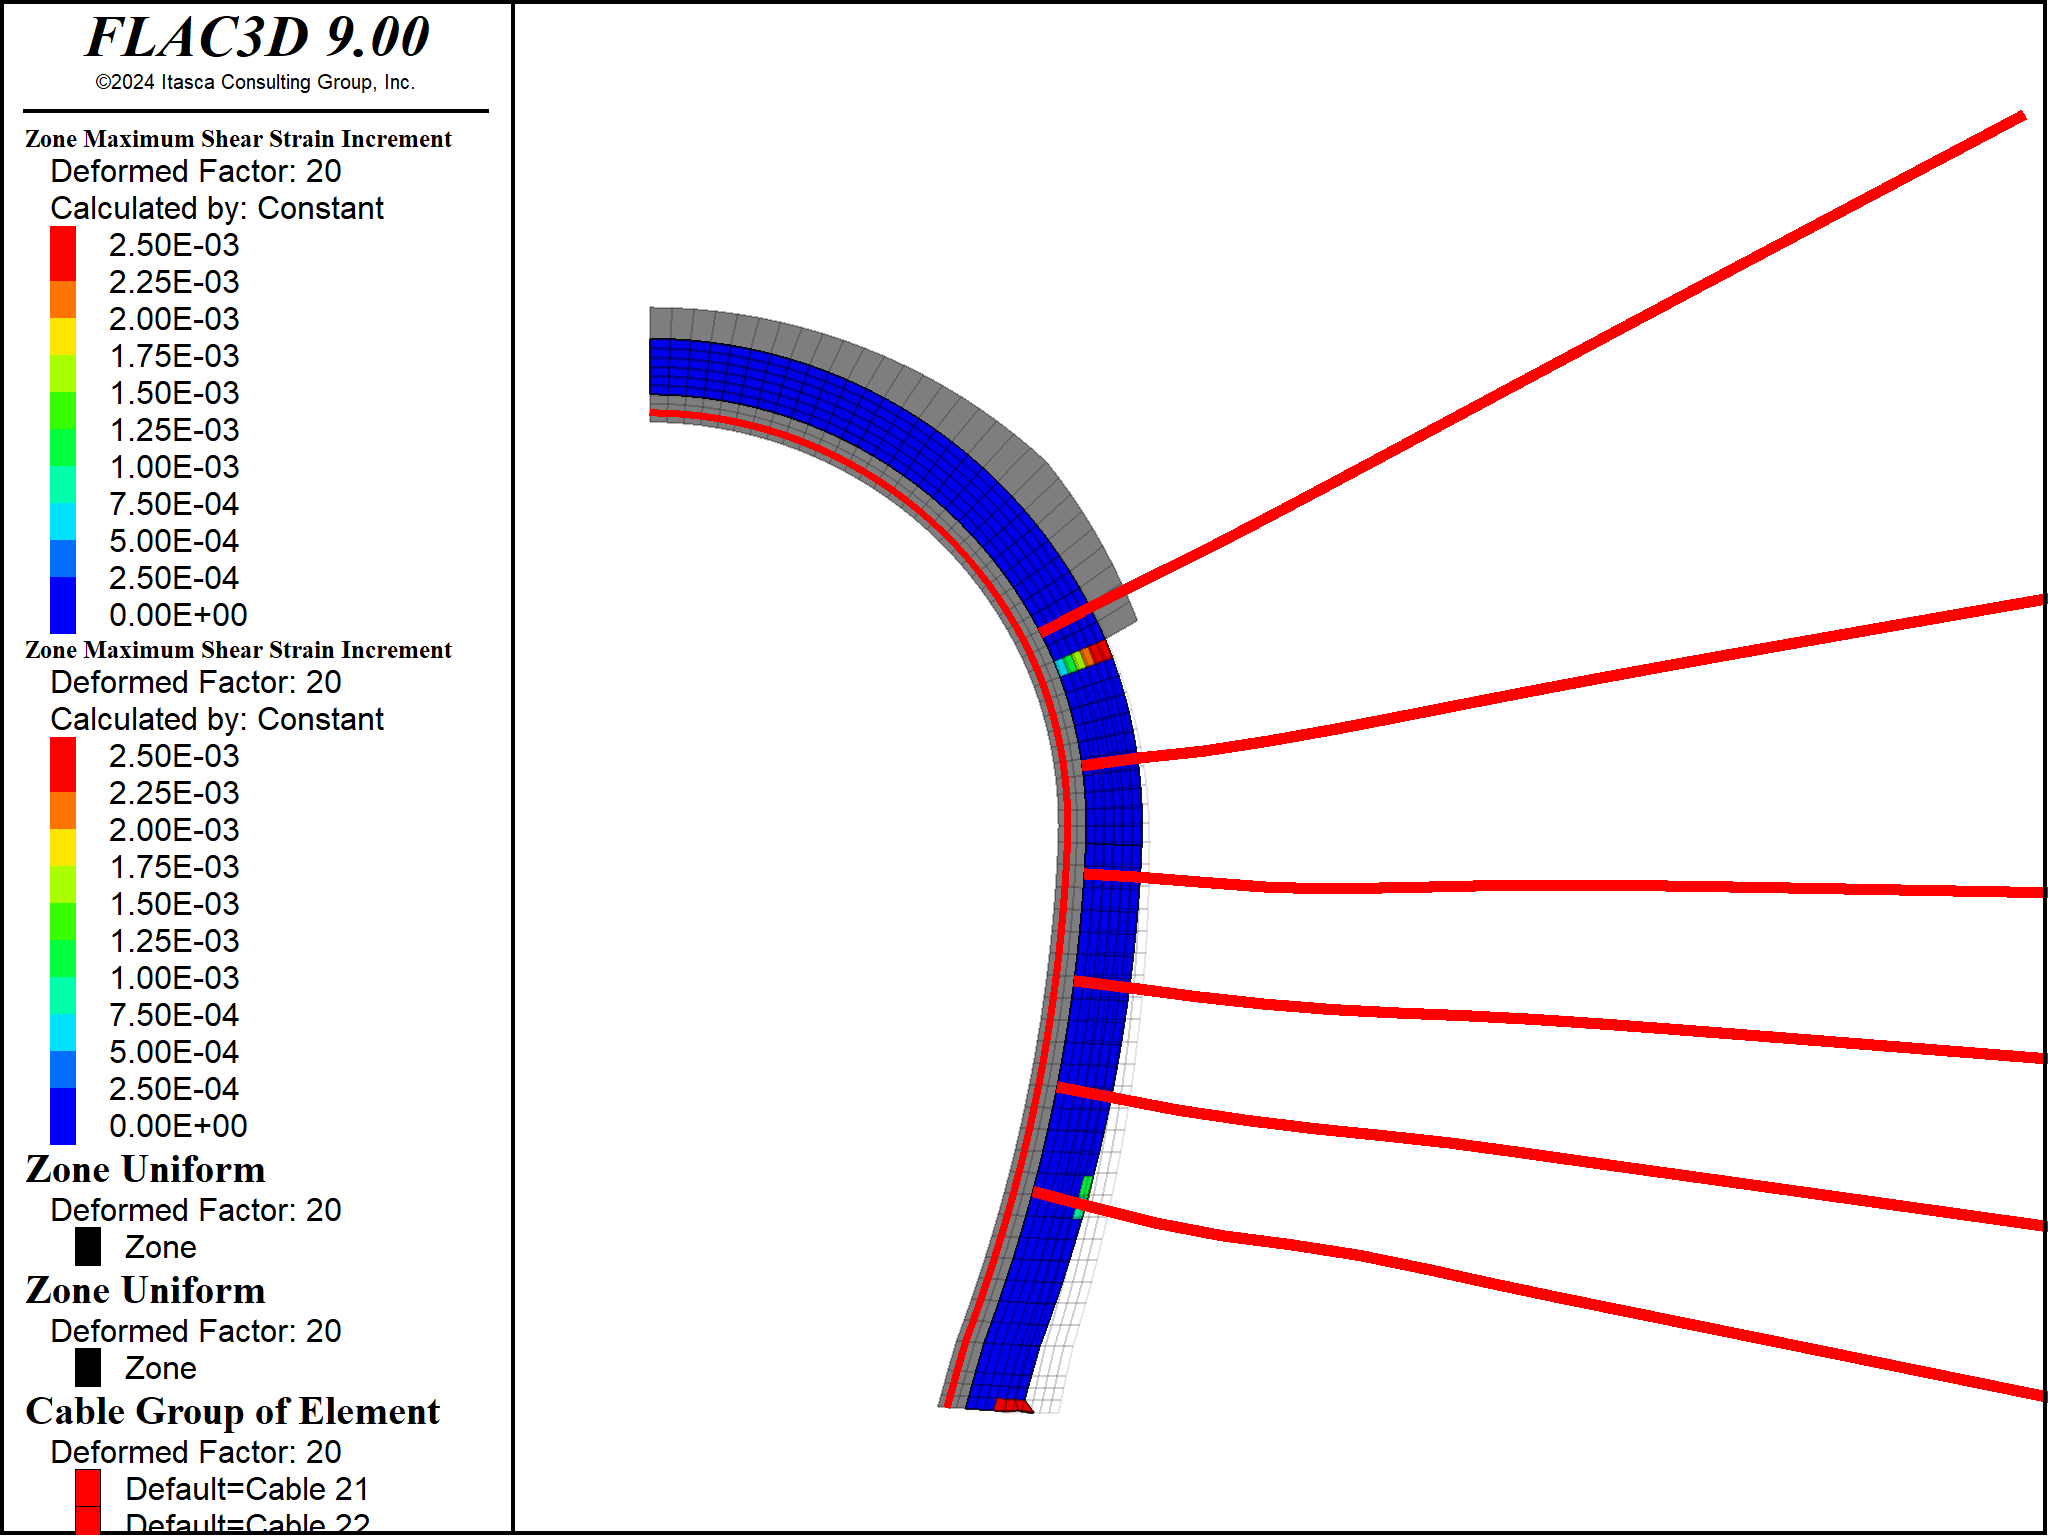 FLAC3D 9.00
©2024 Itasca Consulting Group, Inc.
Zone Maximum Shear Strain Increment
Deformed Factor: 20
Calculated by: Constant
2.50E-03
2.25E-03
2.00E-03
1.75E-03
1.50E-03
1.25E-03
1.00E-03
7.50E-04
5.00E-04
2.50E-04
0.00E+00
Zone Maximum Shear Strain Increment
Deformed Factor: 20
Calculated by: Constant
2.50E-03
2.25E-03
2.00E-03
1.75E-03
1.50E-03
1.25E-03
1.00E-03
7.50E-04
5.00E-04
2.50E-04
0.00E+00
Zone Uniform
Deformed Factor: 20
Zone
Zone Uniform
Deformed Factor: 20
Zone
Cable Group of Element
Deformed Factor: 20
Default=Cable 21
Default=Cable 22